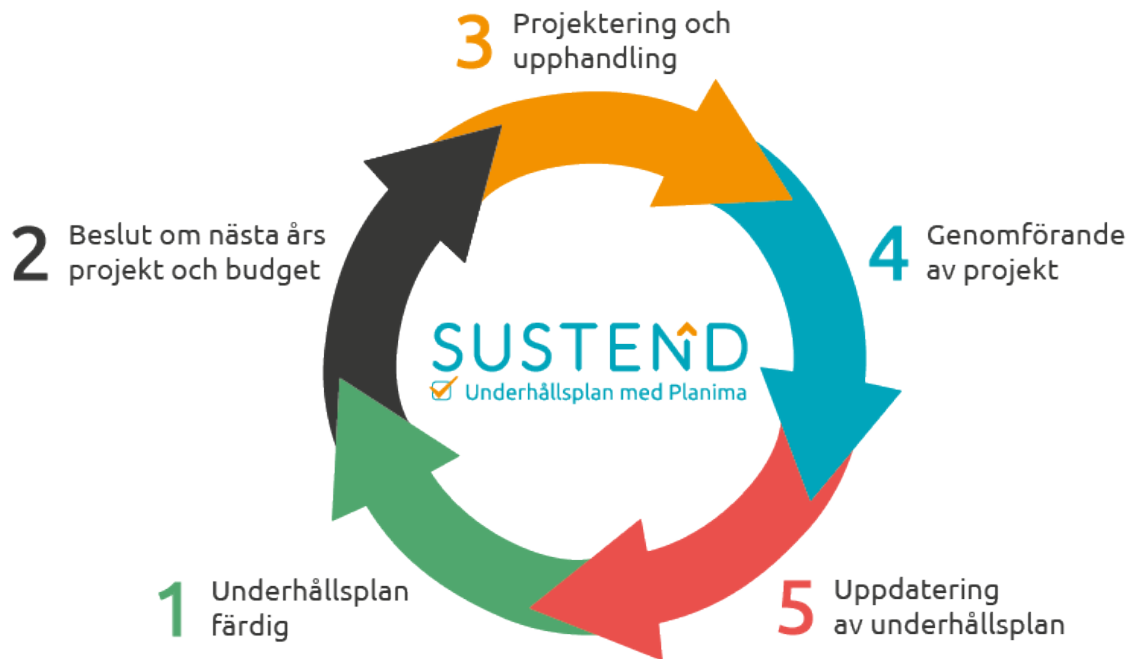 3 Projektering och
upphandling
2 Beslut om nästa års
projekt och budget
4 Genomförande
av projekt
SUSTEND
Underhållsplan med Planima
1 Underhållsplan
färdig
5 Uppdatering
av underhållsplan